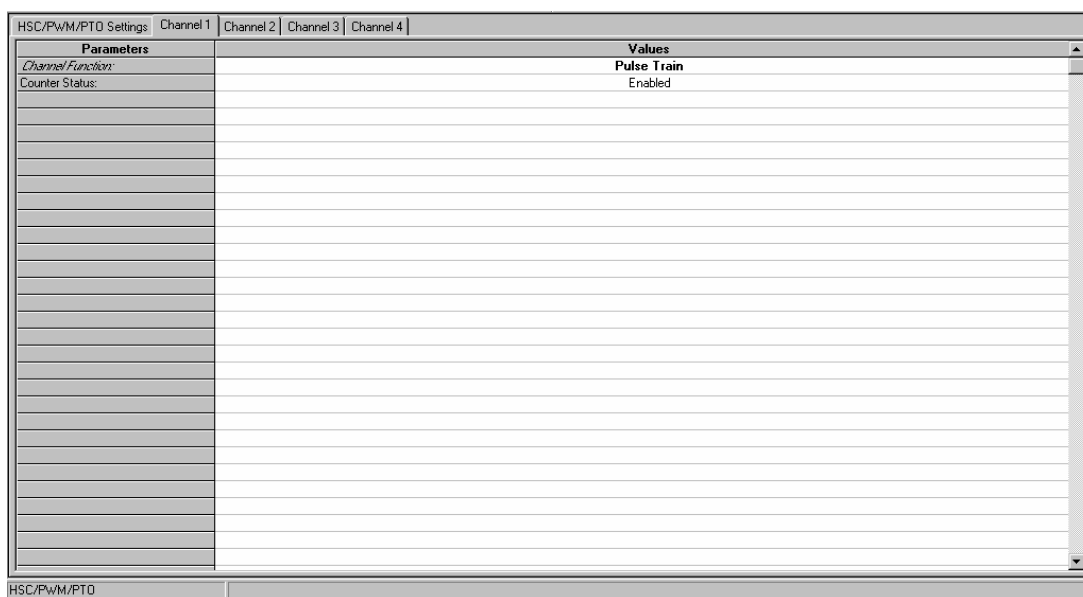 HSC/PWM/PTO Settings Channel 1 Channel 2 Channel 3 Channel 4
Parameters Values
Channel Function: Pulse Train
Counter Status: Enabled
HSC/PWM/PTO